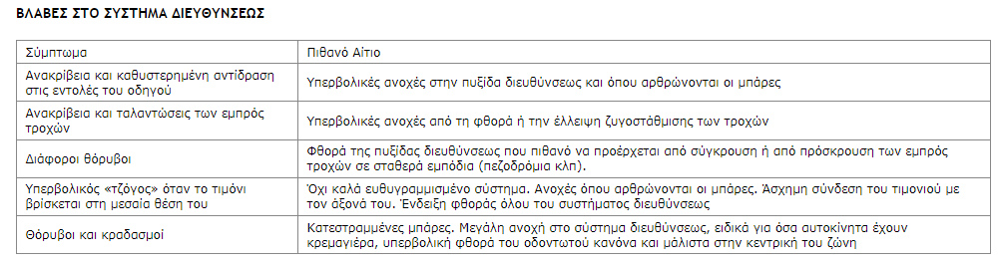 ΒΛΑΒΕΣ ΣΤΟ ΣΥΣΤΗΜΑ ΔΙΕΥΘΥΝΣΕΩΣ
Σύμπτωμα
Πιθανό Αίτιο
Ανακρίβεια και καθυστερημένη αντίδραση
στις εντολές του οδηγού
Υπερβολικές ανοχές στην πυξίδα διευθύνσεως και όπου αρθρώνονται οι μπάρες
Ανακρίβεια και ταλαντώσεις των εμπρός
τροχών
Υπερβολικές ανοχές από τη φθορά ή την έλλειψη ζυγοστάθμισης των τροχών
Διάφοροι θόρυβοι
Φθορά της πυξίδας διευθύνσεως που πιθανό να προέρχεται από σύγκρουση ή από πρόσκρουση των εμπρός
τροχών σε σταθερά εμπόδια (πεζοδρόμια κλπ).
Υπερβολικός «τζόγος» όταν το τιμόνι
βρίσκεται στη μεσαία θέση του
Όχι καλά ευθυγραμμισμένο σύστημα. Ανοχές όπου αρθρώνονται οι μπάρες. Άσχημη σύνδεση του τιμονιού με
τον άξονά του. Ένδειξη φθοράς όλου του συστήματος διευθύνσεως
Θόρυβοι και κραδασμοί
Κατεστραμμένες μπάρες. Μεγάλη ανοχή στο σύστημα διευθύνσεως, ειδικά για όσα αυτοκίνητα έχουν
κρεμαγιέρα, υπερβολική φθορά του οδοντωτού κανόνα και μάλιστα στην κεντρική του ζώνη